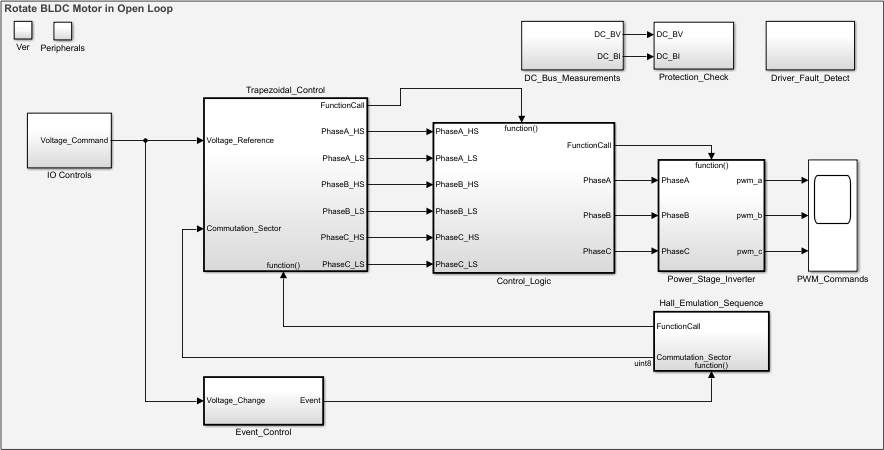 Rotate BLDC Motor in Open Loop
Ver
Peripherals
DC_BV
DC_BI
DC_Bus_Measurements
DC_BV
DC_BI
Protection_Check
Driver_Fault_Detect
Voltage_Command
IO Controls
Trapezoidal_Control
FunctionCall
Voltage_Reference
PhaseA_HS
PhaseA_LS
PhaseB_HS
PhaseB_LS
Commutation_Sector
PhaseC_HS
function()
PhaseC_LS
function()
PhaseA_HS
FunctionCall
PhaseA_LS
PhaseA
PhaseB_HS
PhaseB_LS
PhaseB
PhaseC_HS
PhaseC
PhaseC_LS
Control_Logic
function()
PhaseA
pwm_a
PhaseB
pwm_b
PhaseC
pwm_c
Power_Stage_Inverter
PWM_Commands
Hall_Emulation_Sequence
FunctionCall
Commutation_Sector
uint8
function()
Voltage_Change
Event
Event_Control